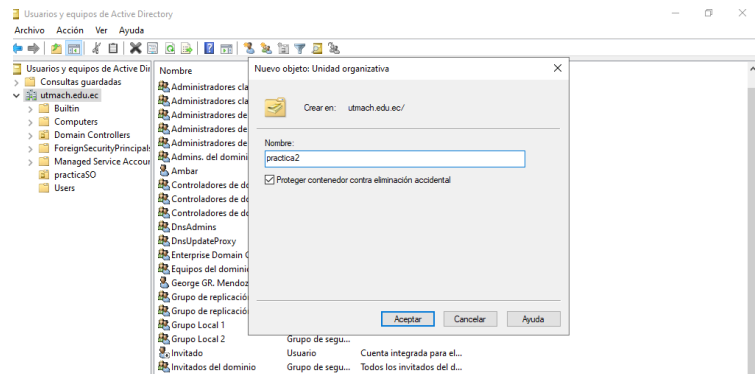 Usuarios y equipos de Active Directory
Archivo Acción Ver Ayuda
Usuarios y equipos de Active Dir
Consultas guardadas
utmach.edu.ec
Builtin
Computers
Domain Controllers
ForeignSecurityPrincipals
Managed Service Accour
practicaSO
Users
Nombre
Administradores cla
Administradores cla
Administradores de
Administradores de
Administradores de
Admins. del domini
Ambar
Controladores de do
Controladores de do
Controladores de do
DnsAdmins
DnsUpdateProxy
Enterprise Domain C
Equipos del dominio
George GR. Mendoz
Grupo de replicació
Grupo de replicació
Grupo Local 1
Grupo Local 2 Grupo de segu...
Invitado Usuario Cuenta integrada para el...
Invitados del dominio Grupo de segu... Todos los invitados del d...
Nuevo objeto: Unidad organizativa
Crear en: utmach.edu.ec/
Nombre:
practica2
Proteger contenedor contra eliminación accidental
Aceptar Cancelar Ayuda